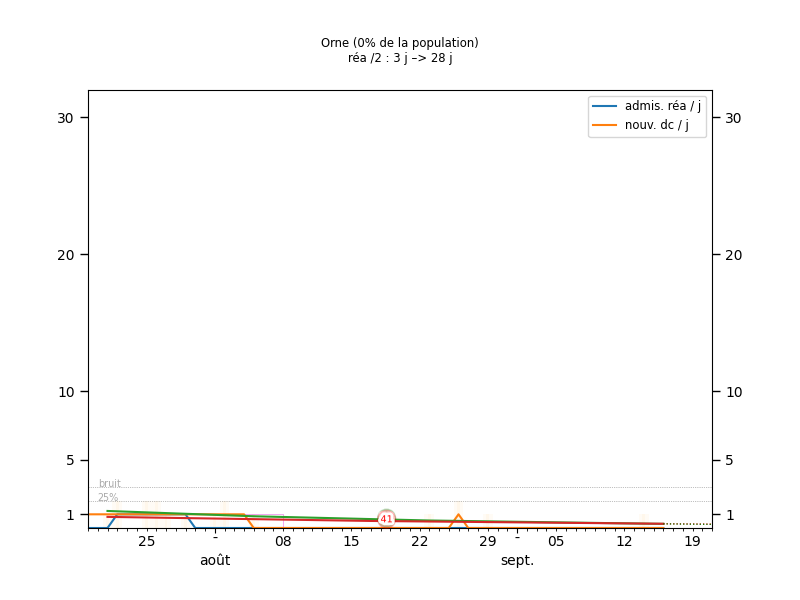 Orne (0% de la population)
réa /2 : 3 j –> 28 j
admis. réa / j
nouv. dc / j
30 30
20 20
10 10
5 5
bruit
25%
1 41 1
25 - 08 15 22 29 - 05 12 19
août sept.